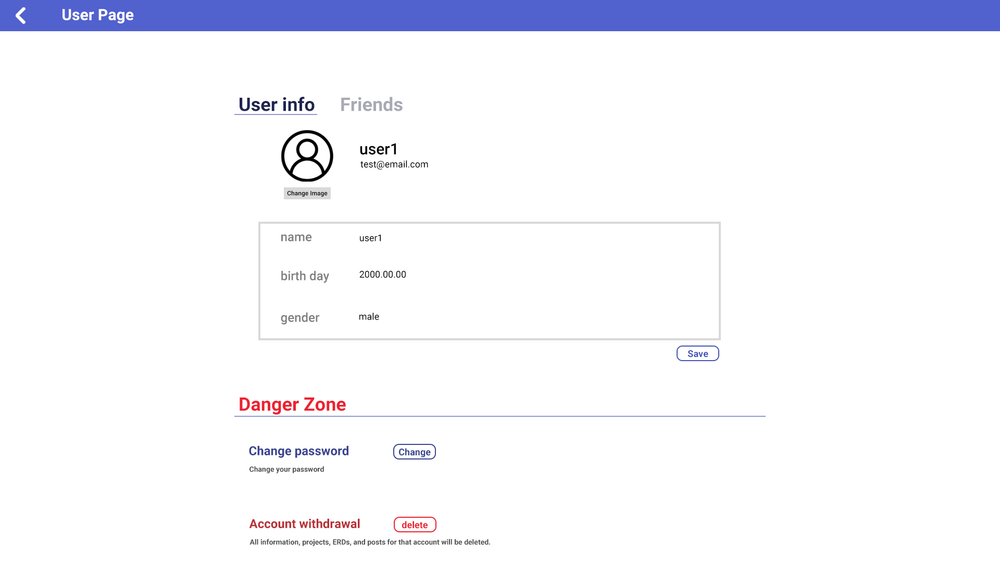 User Page
User info
Friends
user1
test@email.com
Change Image
name
user1
birth day
2000.00.00
gender
male
Save
Danger Zone
Change password
Change
Change your password
Account withdrawal
delete
All information, projects, ERDs, and posts for that account will be deleted.